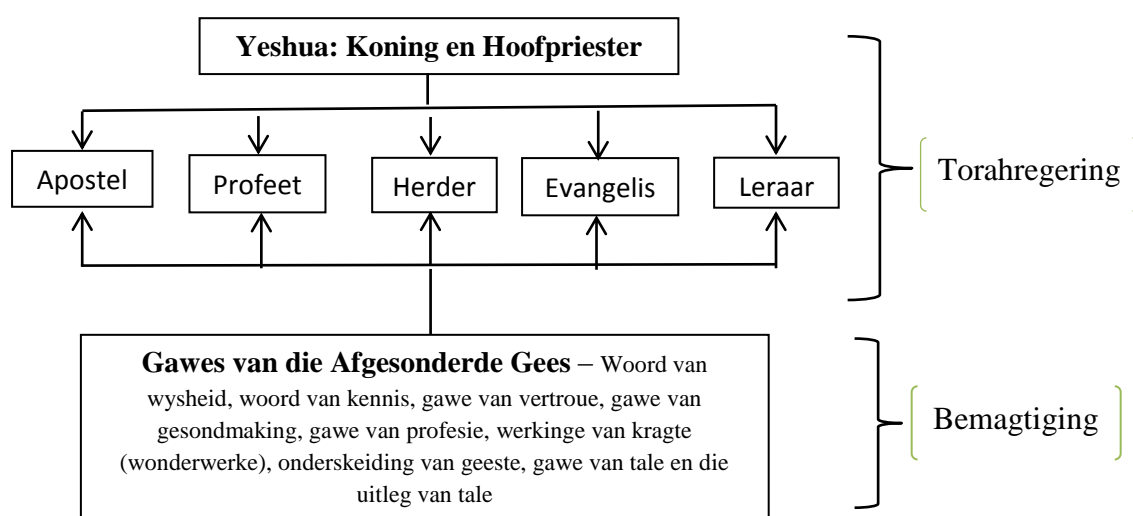 Yeshua: Koning en Hoofpriester
Apostel
Profeet
Herder
Evangelis
Leraar
Torahregering
Gawes van die Afgesonderde Gees – Woord van
wysheid, woord van kennis, gawe van vertroue, gawe van
gesondmaking, gawe van profesie, werkinge van kragte
(wonderwerke), onderskeiding van geeste, gawe van tale en die
uitleg van tale
Bemagtiging